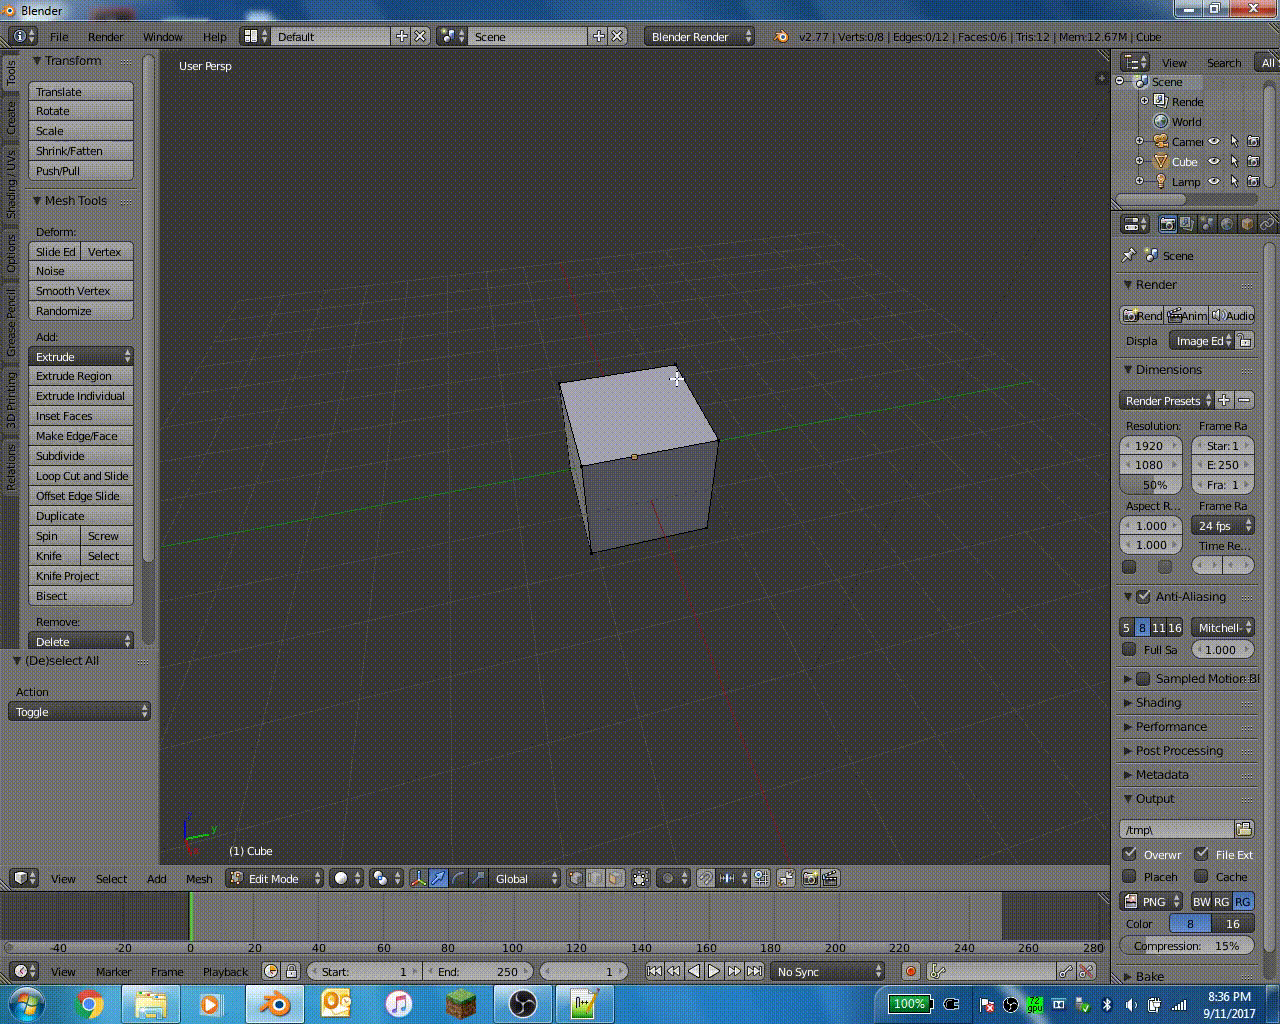 Blender
File Render Window Help Default Scene Blender Render v2.77 | Verts:0/8 | Edges:0/12 | Faces:0/6 | Tris:12 | Mem:12.67M | Cube
Tools
Create
Shading / UVs
Options
Grease Pencil
3D Printing
Relations
Transform
Translate
Rotate
Scale
Shrink/Fatten
Push/Pull
Mesh Tools
Deform:
Slide Ed Vertex
Noise
Smooth Vertex
Randomize
Add:
Extrude
Extrude Region
Extrude Individual
Inset Faces
Make Edge/Face
Subdivide
Loop Cut and Slide
Offset Edge Slide
Duplicate
Spin Screw
Knife Select
Knife Project
Bisect
Remove:
Delete
(De)select All
Action
Toggle
User Persp
z
y
(1) Cube
View Select Add Mesh Edit Mode Global
View Search All S
Scene
Rende
World
Camer
Cube
Lamp
Scene
Render
Rend Anim Audio
Displa Image Ed
Dimensions
Render Presets
Resolution: Frame Ra
1920 Star: 1
1080 E: 250
50% Fra: 1
Aspect R... Frame Ra
1.000 24 fps
1.000 Time Re...
Anti-Aliasing
5 8 11 16 Mitchell-
Full Sa 1.000
Sampled Motion Bl
Shading
Performance
Post Processing
Metadata
Output
/tmp\
Overwr File Ext
Placeh Cache
PNG BW RG RG
Color 8 16
Compression: 15%
Bake
-40 -20 0 20 40 60 80 100 120 140 160 180 200 220 240 260 280
View Marker Frame Playback Start: 1 End: 250 1 No Sync
100% 8:36 PM
9/11/2017